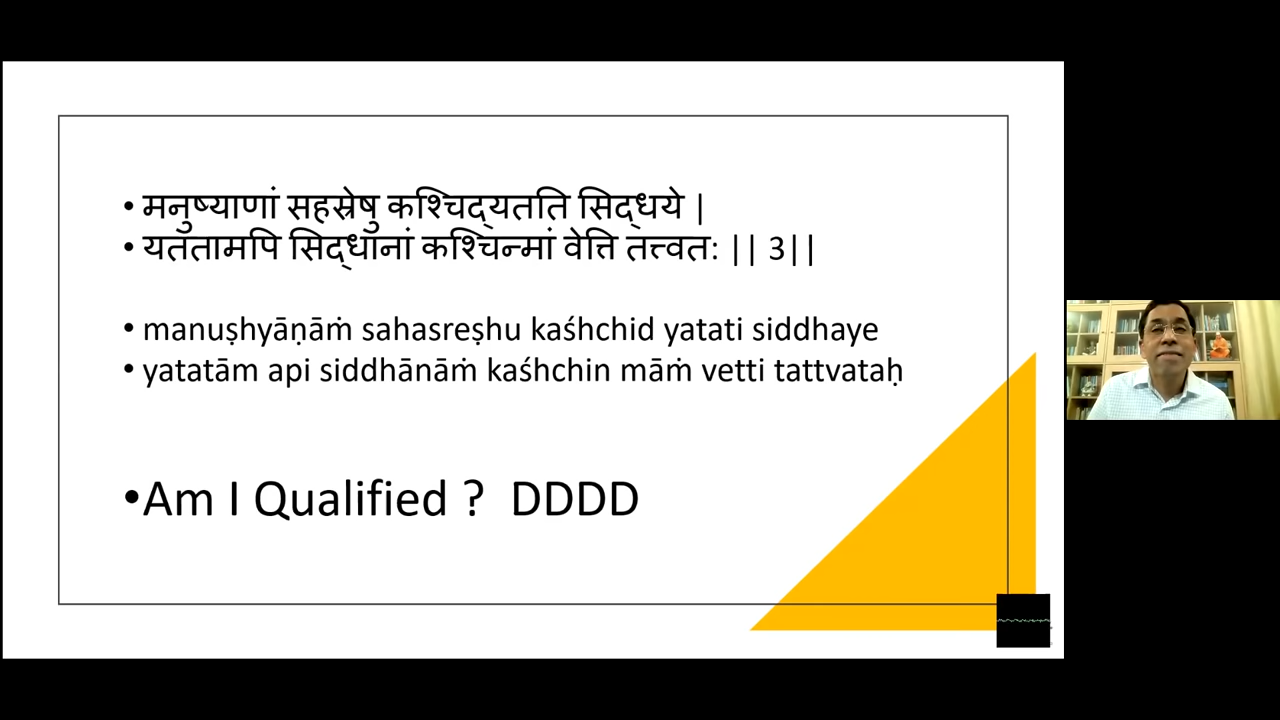 • मनुष्याणां सहस्रेषु कश्चिद्यतति सिद्धये |
• यततामपि सिद्धानां कश्चिन्मां वेत्ति तत्त्वतः || 3||
• manuṣhyāṇāṁ sahasreṣhu kaśhchid yatati siddhaye
• yatatām api siddhānāṁ kaśhchin māṁ vetti tattvataḥ
•Am I Qualified ? DDDD